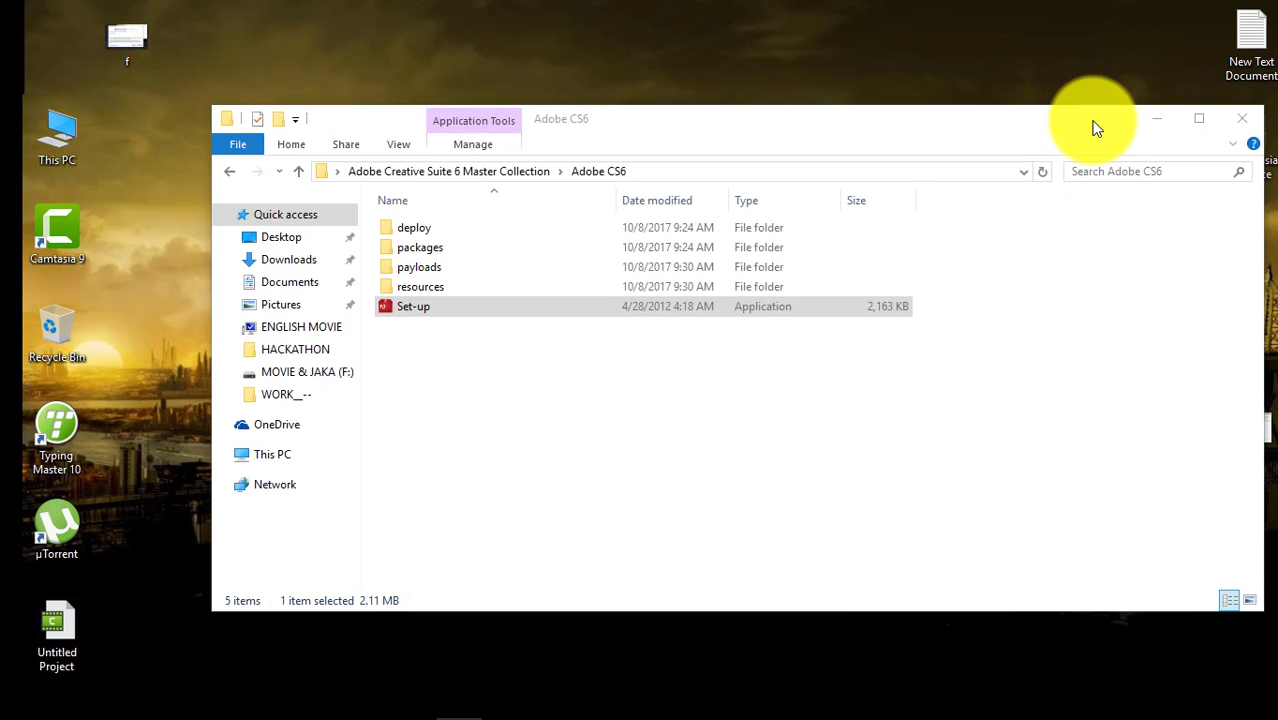 f
New Text
Document
This PC
Camtasia 9
Recycle Bin
Typing
Master 10
µTorrent
Untitled
Project
Application Tools
Adobe CS6
File
Home
Share
View
Manage
Adobe Creative Suite 6 Master Collection
Adobe CS6
Search Adobe CS6
Name
Date modified
Type
Size
Quick access
Desktop
Downloads
Documents
Pictures
ENGLISH MOVIE
HACKATHON
MOVIE & JAKA (F:)
WORK__--
OneDrive
This PC
Network
deploy 10/8/2017 9:24 AM File folder
packages 10/8/2017 9:24 AM File folder
payloads 10/8/2017 9:30 AM File folder
resources 10/8/2017 9:30 AM File folder
Set-up 4/28/2012 4:18 AM Application 2,163 KB
5 items 1 item selected 2.11 MB